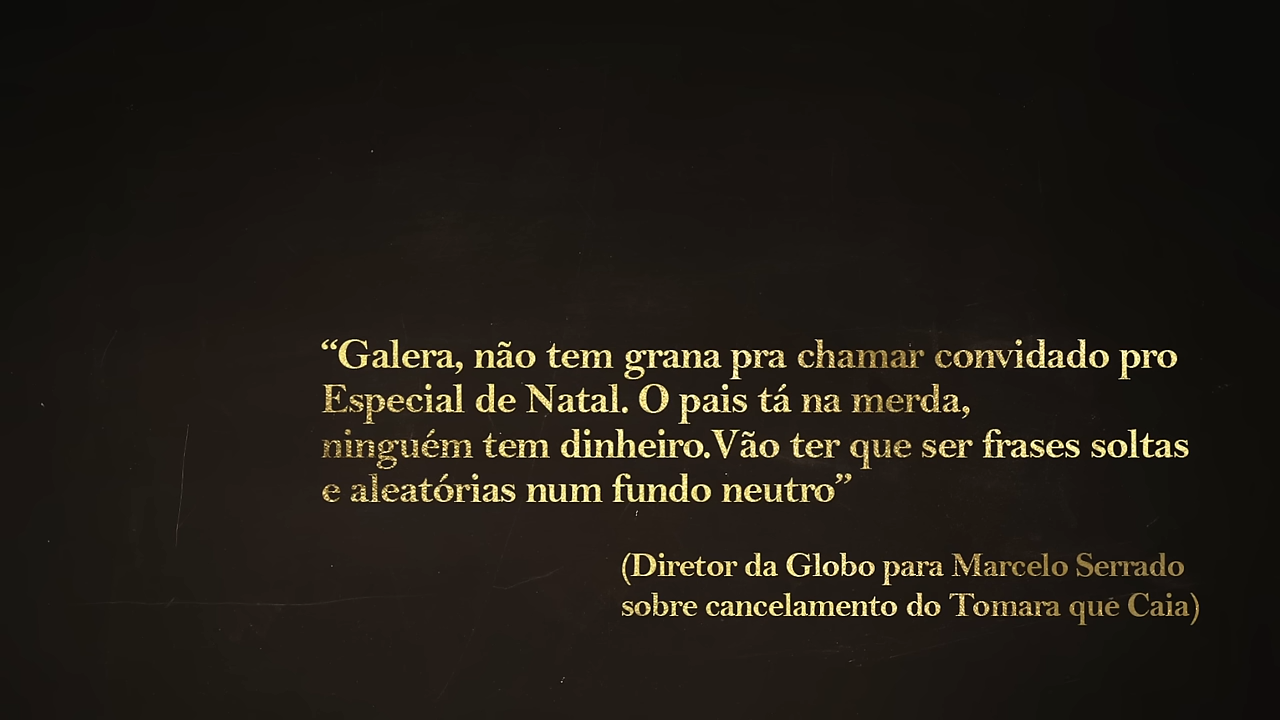 “Galera, não tem grana pra chamar convidado pro
Especial de Natal. O pais tá na merda,
ninguém tem dinheiro.Vão ter que ser frases soltas
e aleatórias num fundo neutro”
(Diretor da Globo para Marcelo Serrado
sobre cancelamento do Tomara que Caia)